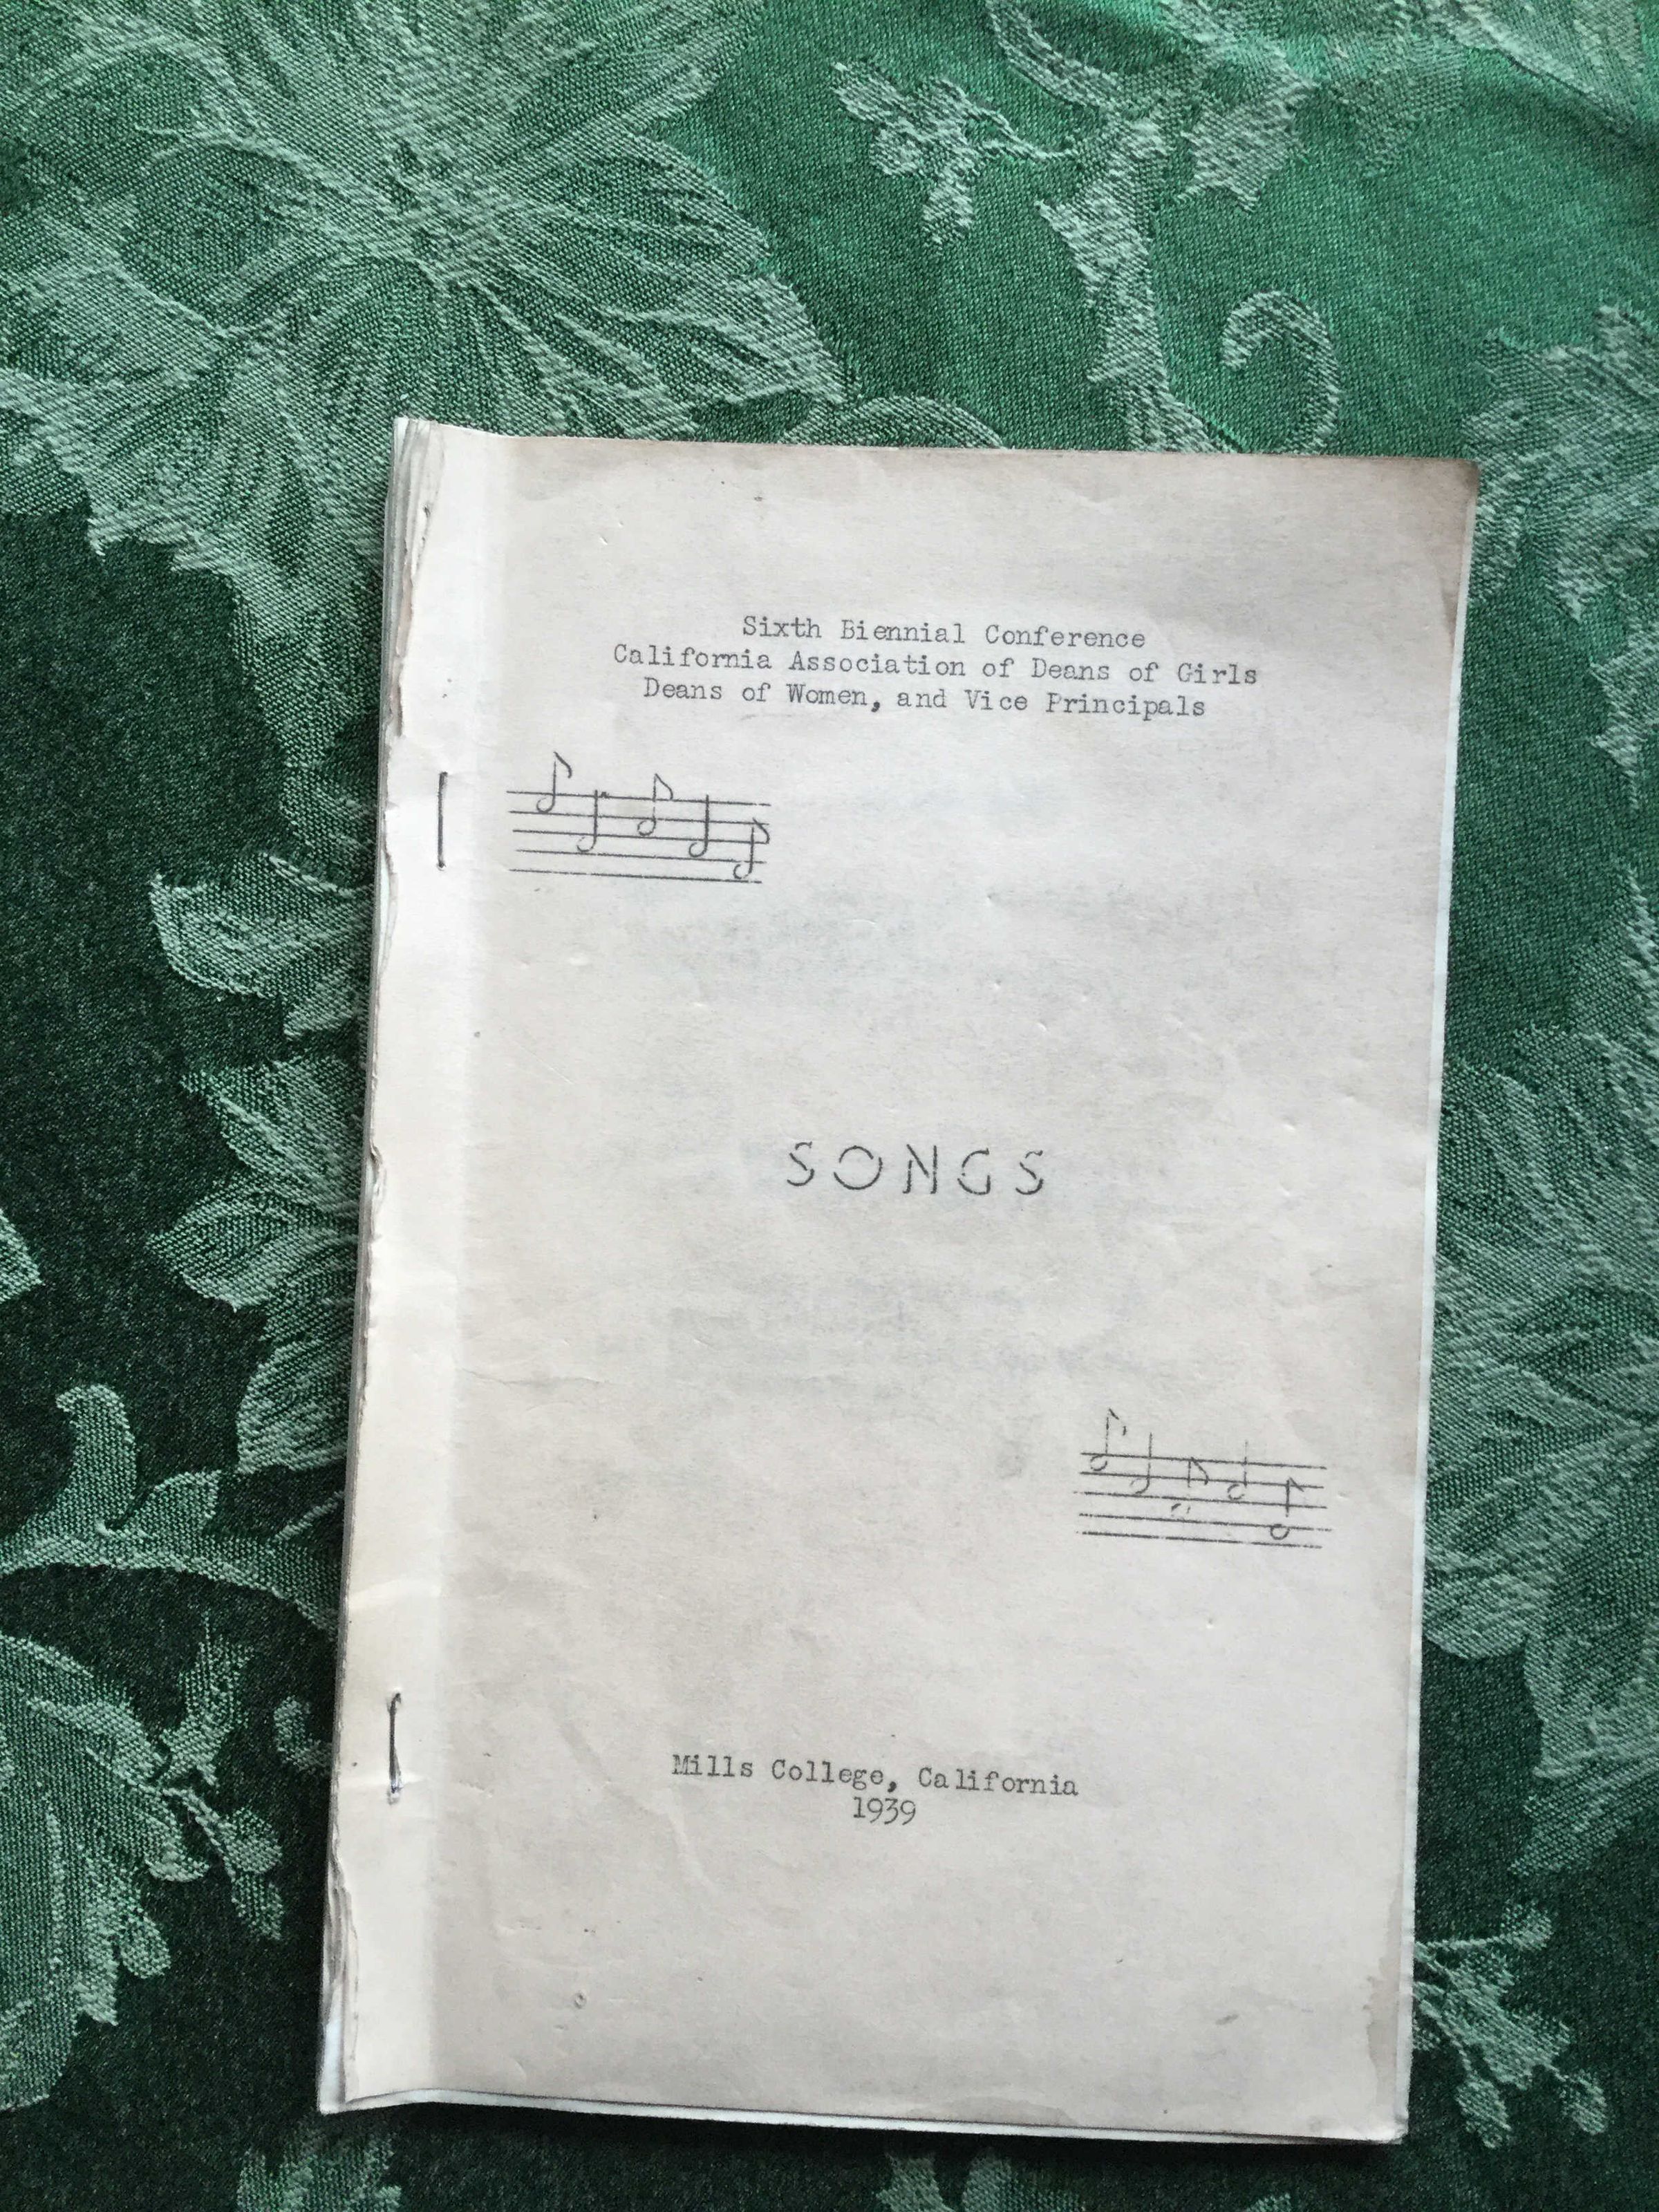 Sixth Biennial Conference
California Association of Deans of Girls
Deans of Women, and Vice Principals
SONGS
Mills College, California
1939